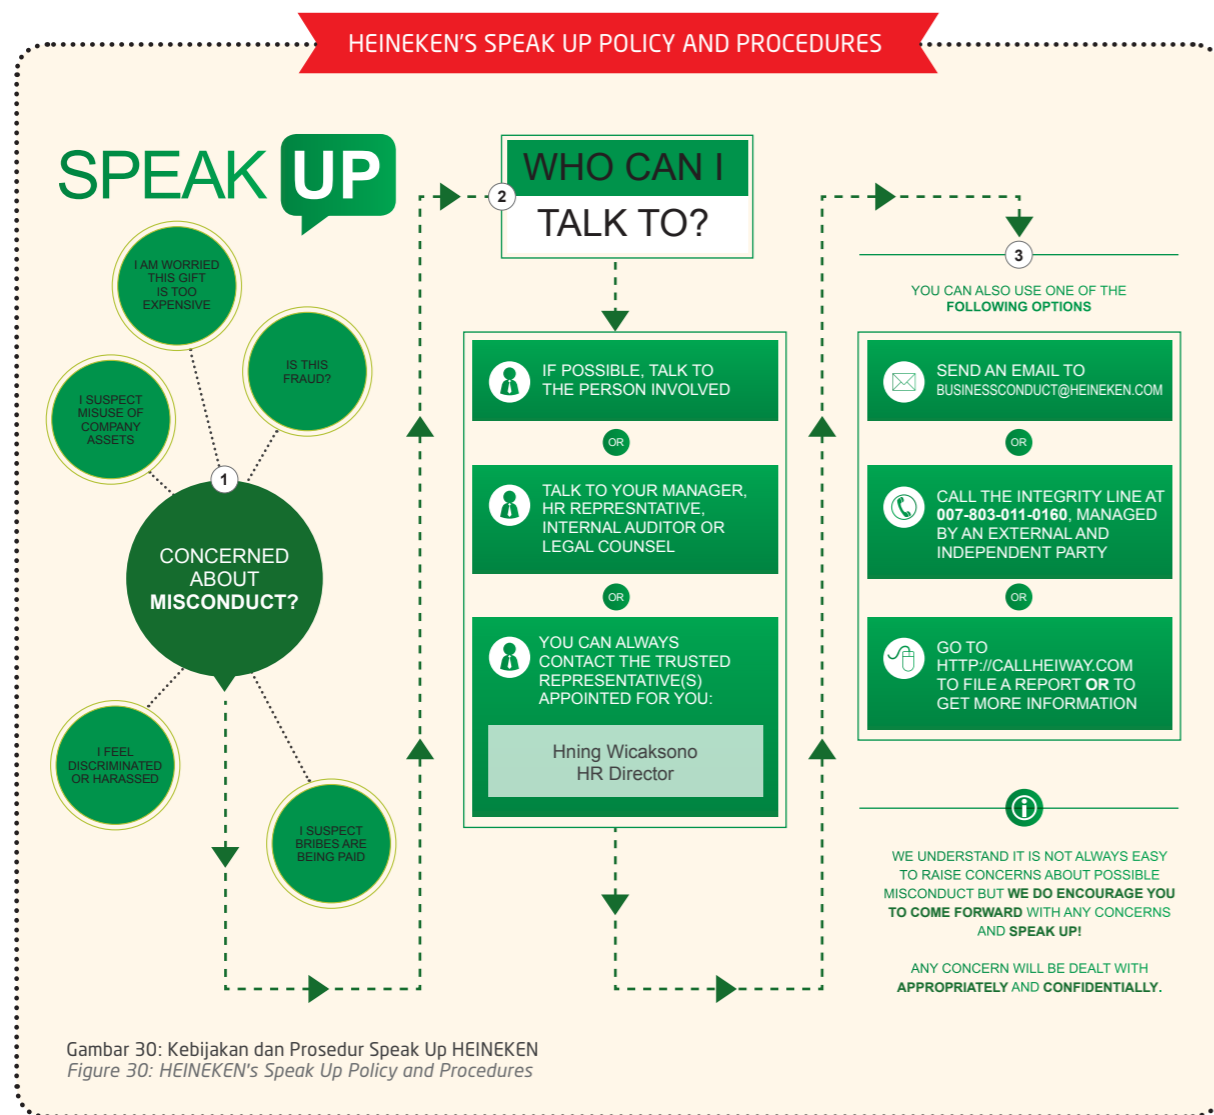 HEINEKEN'S SPEAK UP POLICY AND PROCEDURES
SPEAK UP
I AM WORRIED
THIS GIFT
IS TOO
EXPENSIVE
IS THIS
FRAUD?
I SUSPECT
MISUSE OF
COMPANY
ASSETS
1
CONCERNED
ABOUT
MISCONDUCT?
I FEEL
DISCRIMINATED
OR HARASSED
I SUSPECT
BRIBES ARE
BEING PAID
2
WHO CAN I
TALK TO?
IF POSSIBLE, TALK TO
THE PERSON INVOLVED
OR
TALK TO YOUR MANAGER,
HR REPRESNTATIVE,
INTERNAL AUDITOR OR
LEGAL COUNSEL
OR
YOU CAN ALWAYS
CONTACT THE TRUSTED
REPRESENTATIVE(S)
APPOINTED FOR YOU:
Hning Wicaksono
HR Director
3
YOU CAN ALSO USE ONE OF THE
FOLLOWING OPTIONS
SEND AN EMAIL TO
BUSINESSCONDUCT@HEINEKEN.COM
OR
CALL THE INTEGRITY LINE AT
007-803-011-0160, MANAGED
BY AN EXTERNAL AND
INDEPENDENT PARTY
OR
GO TO
HTTP://CALLHEIWAY.COM
TO FILE A REPORT OR TO
GET MORE INFORMATION
WE UNDERSTAND IT IS NOT ALWAYS EASY
TO RAISE CONCERNS ABOUT POSSIBLE
MISCONDUCT BUT WE DO ENCOURAGE YOU
TO COME FORWARD WITH ANY CONCERNS
AND SPEAK UP!
ANY CONCERN WILL BE DEALT WITH
APPROPRIATELY AND CONFIDENTIALLY.
Gambar 30: Kebijakan dan Prosedur Speak Up HEINEKEN
Figure 30: HEINEKEN's Speak Up Policy and Procedures